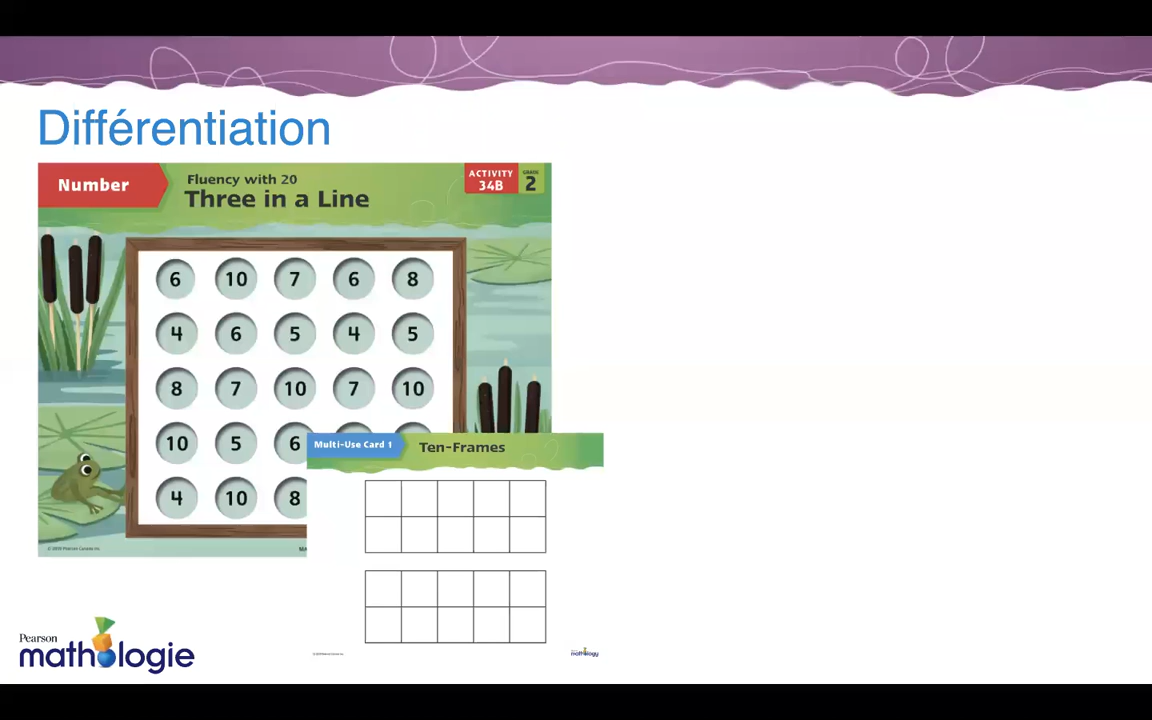 Différentiation
Number
Fluency with 20
Three in a Line
ACTIVITY
34B
GRADE
2
6 10 7 6 8
4 6 5 4 5
8 7 10 7 10
10 5 6
4 10 8
Multi-Use Card 1
Ten-Frames
Pearson
mathologie
mathology